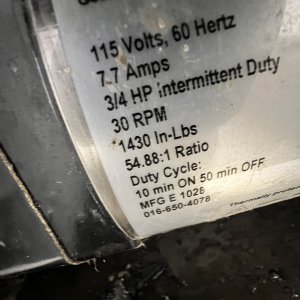 115 Volts, 60 Hertz
7.7 Amps
3/4 HP Intermittent Duty
30 RPM
1430 In-Lbs
54.88:1 Ratio
Duty Cycle:
10 min ON 50 min OFF
MFG E 1028
016-650-4078
Thermally